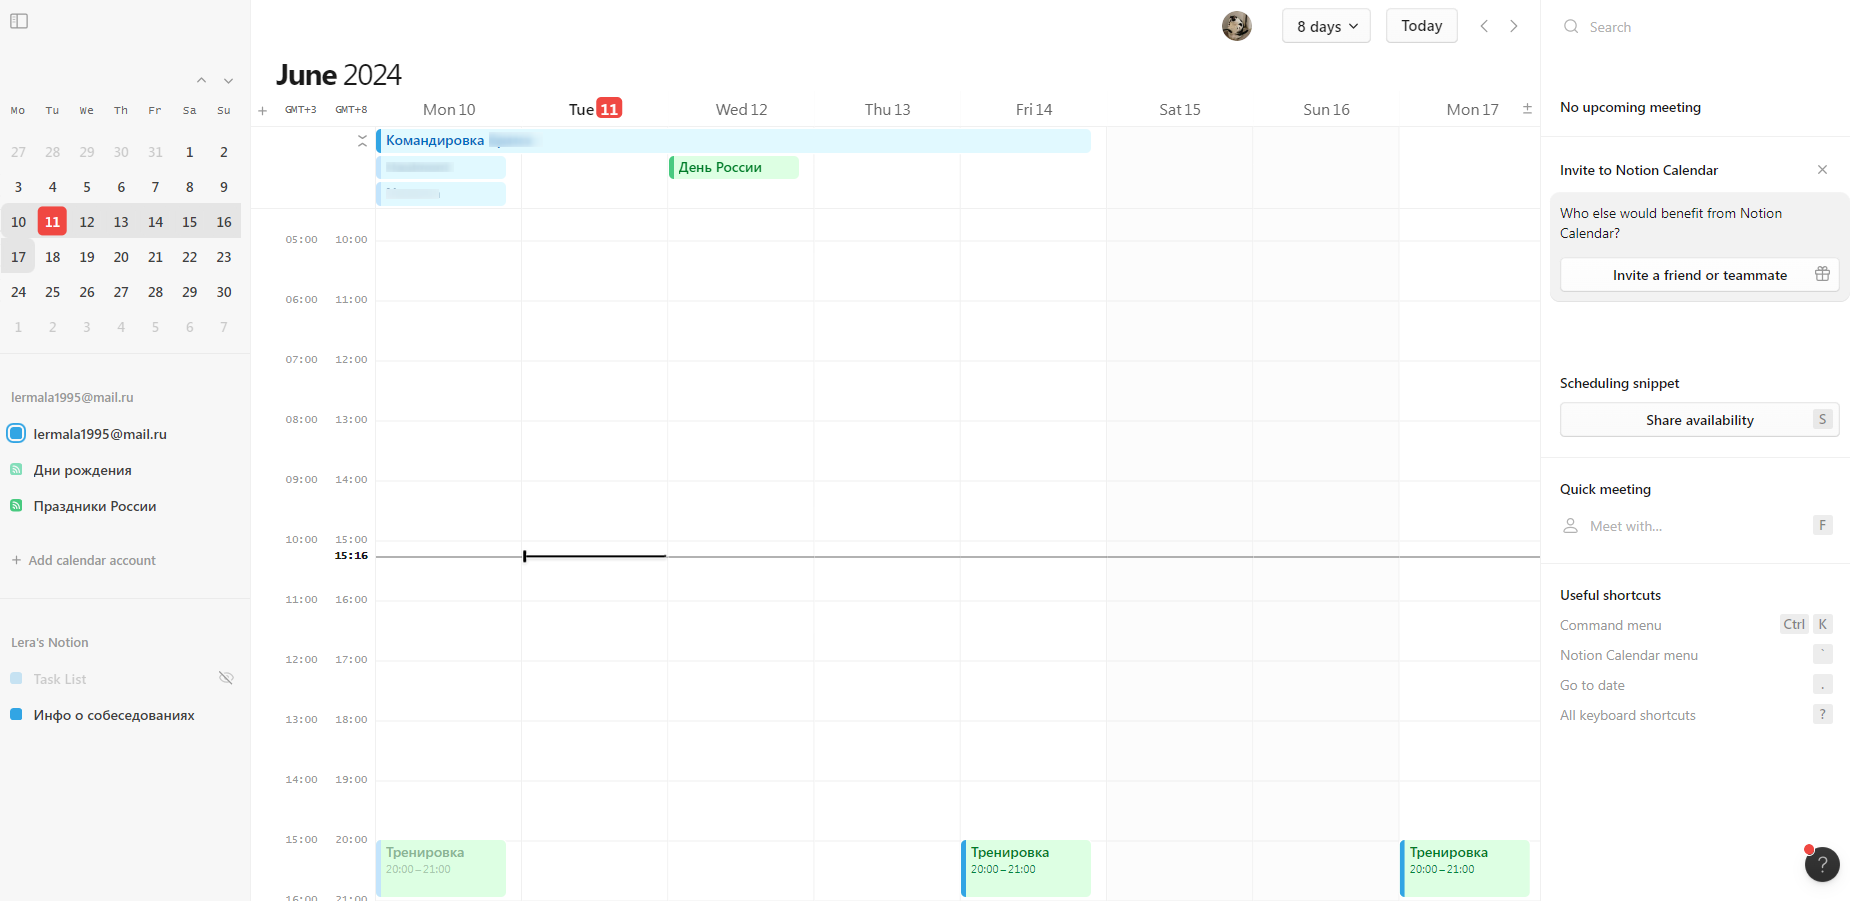 8 days
Today
Search
June 2024
Mo Tu We Th Fr Sa Su
27 28 29 30 31 1 2
3 4 5 6 7 8 9
10 11 12 13 14 15 16
17 18 19 20 21 22 23
24 25 26 27 28 29 30
1 2 3 4 5 6 7
lermala1995@mail.ru
lermala1995@mail.ru
Дни рождения
Праздники России
+ Add calendar account
Lera's Notion
Task List
Инфо о собеседованиях
+ GMT+3 GMT+8 Mon 10 Tue 11 Wed 12 Thu 13 Fri 14 Sat 15 Sun 16 Mon 17 ±
Командировка
День России
05:00 10:00
06:00 11:00
07:00 12:00
08:00 13:00
09:00 14:00
10:00 15:00
15:16
11:00 16:00
12:00 17:00
13:00 18:00
14:00 19:00
15:00 20:00
16:00 21:00
Тренировка
20:00–21:00
Тренировка
20:00–21:00
Тренировка
20:00–21:00
No upcoming meeting
Invite to Notion Calendar
Who else would benefit from Notion
Calendar?
Invite a friend or teammate
Scheduling snippet
Share availability S
Quick meeting
Meet with... F
Useful shortcuts
Command menu Ctrl K
Notion Calendar menu `
Go to date .
All keyboard shortcuts ?
?